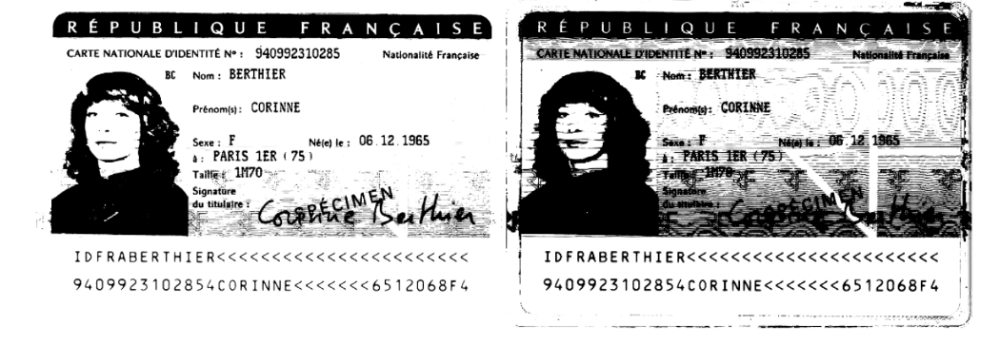 RÉPUBLIQUE FRANÇAISE
CARTE NATIONALE D'IDENTITÉ Nº : 940992310285 Nationalité Française
BC Nom : BERTHIER
Prénom(s) : CORINNE
Sexe : F Né(e) le : 06.12.1965
à : PARIS 1ER (75)
Taille : 1M70
Signature
du titulaire :
SPÉCIMEN
Corinne Berthier
IDFRABERTHIER<<<<<<<<<<<<<<<<<<<<<<<
9409923102854CORINNE<<<<<<<6512068F4
RÉPUBLIQUE FRANÇAISE
CARTE NATIONALE D'IDENTITÉ Nº : 940992310285 Nationalité Française
BC Nom : BERTHIER
Prénom(s) : CORINNE
Sexe : F Né(e) le : 06.12.1965
à : PARIS 1ER (75)
Taille : 1M70
Signature
du titulaire :
SPÉCIMEN
Corinne Berthier
IDFRABERTHIER<<<<<<<<<<<<<<<<<<<<<<<
9409923102854CORINNE<<<<<<<6512068F4